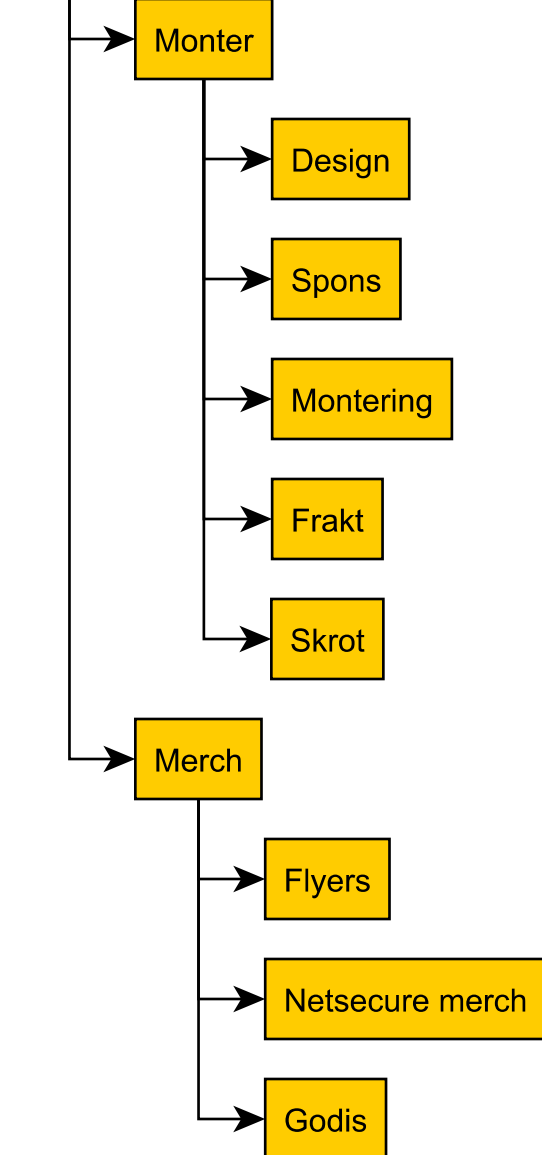 Monter
Design
Spons
Montering
Frakt
Skrot
Merch
Flyers
Netsecure merch
Godis